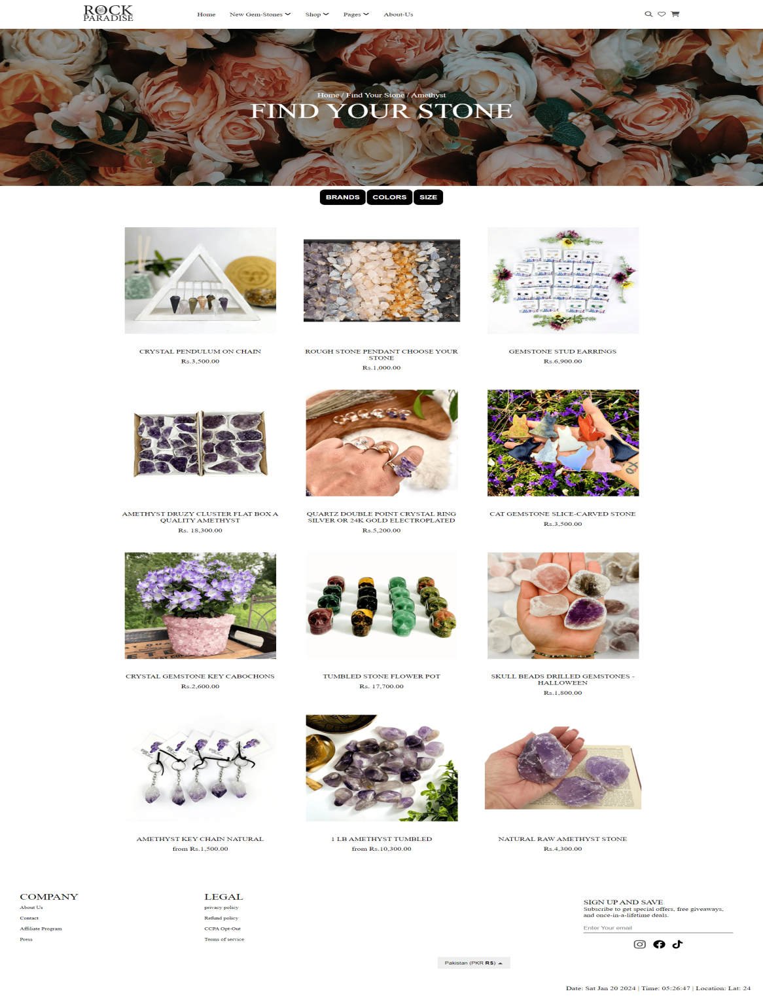 ROCK
PARADISE
Home
New Gem-Stones
Shop
Pages
About-Us
Home / Find Your Stone / Amethyst
FIND YOUR STONE
BRANDS
COLORS
SIZE
CRYSTAL PENDULUM ON CHAIN
Rs.3,500.00
ROUGH STONE PENDANT CHOOSE YOUR
STONE
Rs.1,000.00
GEMSTONE STUD EARRINGS
Rs.6,900.00
AMETHYST DRUZY CLUSTER FLAT BOX A
QUALITY AMETHYST
Rs. 18,300.00
QUARTZ DOUBLE POINT CRYSTAL RING
SILVER OR 24K GOLD ELECTROPLATED
Rs.5,200.00
CAT GEMSTONE SLICE-CARVED STONE
Rs.3,500.00
CRYSTAL GEMSTONE KEY CABOCHONS
Rs.2,600.00
TUMBLED STONE FLOWER POT
Rs. 17,700.00
SKULL BEADS DRILLED GEMSTONES -
HALLOWEEN
Rs.1,800.00
AMETHYST KEY CHAIN NATURAL
from Rs.1,500.00
1 LB AMETHYST TUMBLED
from Rs.10,300.00
NATURAL RAW AMETHYST STONE
Rs.4,300.00
COMPANY
About Us
Contact
Affiliate Program
Press
LEGAL
privacy policy
Refund policy
CCPA Opt-Out
Terms of service
SIGN UP AND SAVE
Subscribe to get special offers, free giveaways,
and once-in-a-lifetime deals.
Enter Your email
Pakistan (PKR RS)
Date: Sat Jan 20 2024 | Time: 05:26:47 | Location: Lat: 24